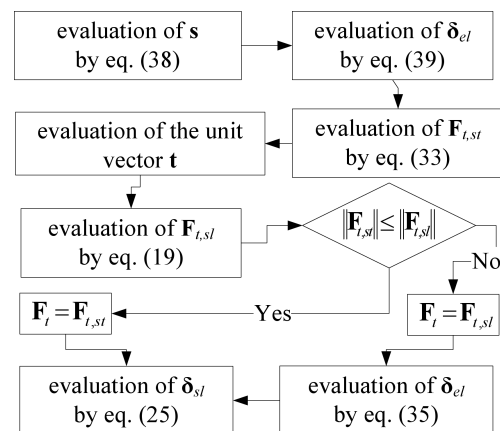 evaluation of s
by eq. (38)
evaluation of δel
by eq. (39)
evaluation of Ft,st
by eq. (33)
evaluation of the unit
vector t
evaluation of Ft,sl
by eq. (19)
‖Ft,st‖ ≤ ‖Ft,sl‖
No
Yes
Ft = Ft,st
Ft = Ft,sl
evaluation of δsl
by eq. (25)
evaluation of δel
by eq. (35)